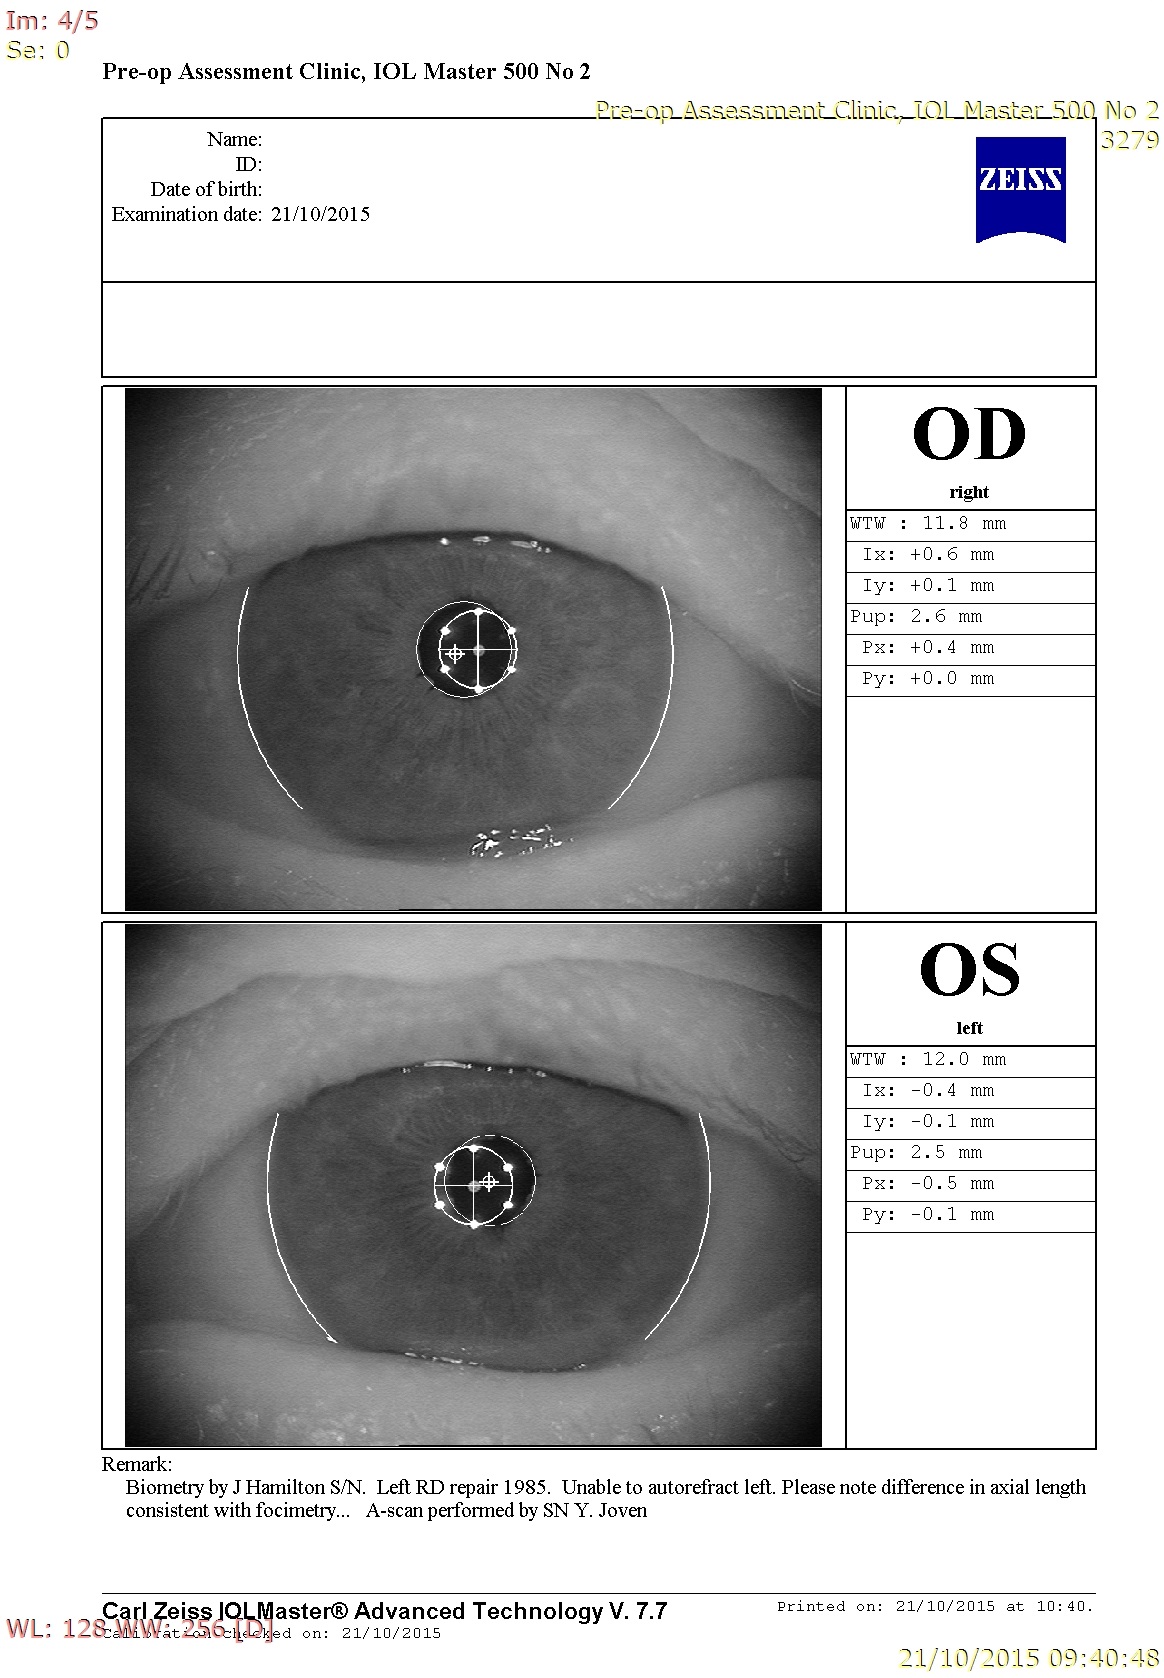 Im: 4/5
Se: 0
Pre-op Assessment Clinic, IOL Master 500 No 2
Pre-op Assessment Clinic, IOL Master 500 No 2
3279
Name:
ID:
Date of birth:
Examination date: 21/10/2015
ZEISS
OD
right
WTW : 11.8 mm
Ix: +0.6 mm
Iy: +0.1 mm
Pup: 2.6 mm
Px: +0.4 mm
Py: +0.0 mm
OS
left
WTW : 12.0 mm
Ix: -0.4 mm
Iy: -0.1 mm
Pup: 2.5 mm
Px: -0.5 mm
Py: -0.1 mm
Remark:
Biometry by J Hamilton S/N. Left RD repair 1985. Unable to autorefract left. Please note difference in axial length
consistent with focimetry... A-scan performed by SN Y. Joven
Carl Zeiss IOLMaster® Advanced Technology V. 7.7
Printed on: 21/10/2015 at 10:40.
WL: 128 WW: 256 [D]
Calibration checked on: 21/10/2015
21/10/2015 09:40:48